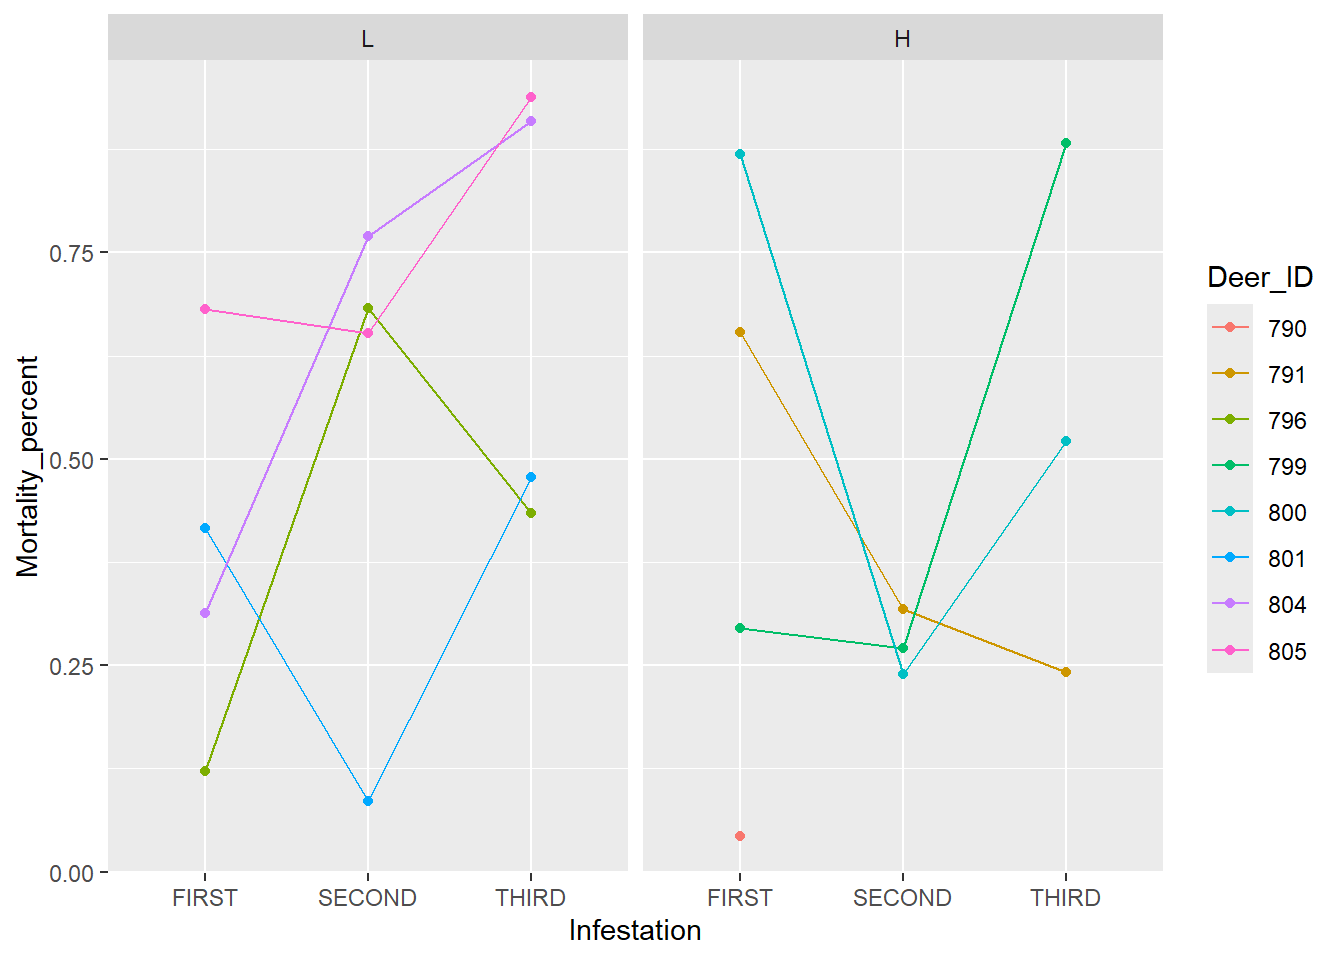 L
H
Mortality_percent
0.75
0.50
0.25
0.00
FIRST
SECOND
THIRD
FIRST
SECOND
THIRD
Infestation
Deer_ID
790
791
796
799
800
801
804
805